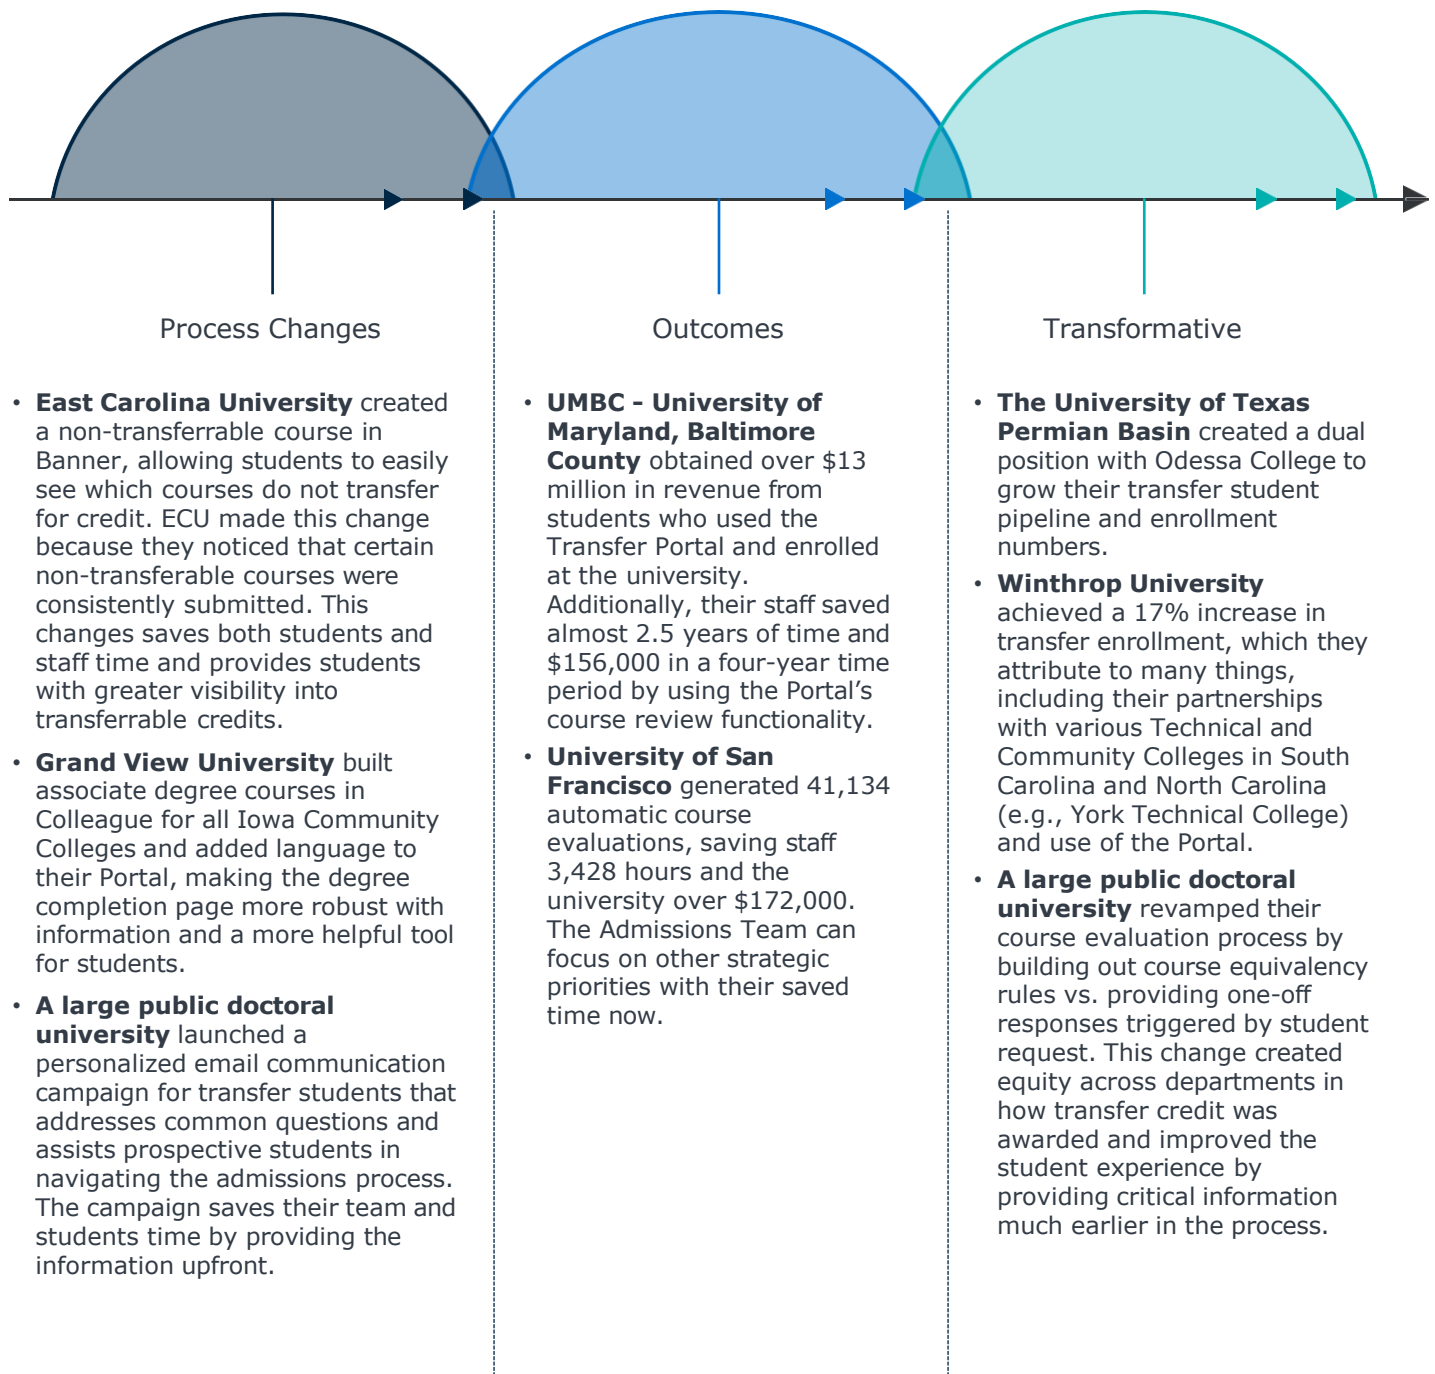 Process Changes
• East Carolina University created
a non-transferrable course in
Banner, allowing students to easily
see which courses do not transfer
for credit. ECU made this change
because they noticed that certain
non-transferable courses were
consistently submitted. This
changes saves both students and
staff time and provides students
with greater visibility into
transferrable credits.
• Grand View University built
associate degree courses in
Colleague for all Iowa Community
Colleges and added language to
their Portal, making the degree
completion page more robust with
information and a more helpful tool
for students.
• A large public doctoral
university launched a
personalized email communication
campaign for transfer students that
addresses common questions and
assists prospective students in
navigating the admissions process.
The campaign saves their team and
students time by providing the
information upfront.
Outcomes
• UMBC – University of
Maryland, Baltimore
County obtained over $13
million in revenue from
students who used the
Transfer Portal and enrolled
at the university.
Additionally, their staff saved
almost 2.5 years of time and
$156,000 in a four-year time
period by using the Portal’s
course review functionality.
• University of San
Francisco generated 41,134
automatic course
evaluations, saving staff
3,428 hours and the
university over $172,000.
The Admissions Team can
focus on other strategic
priorities with their saved
time now.
Transformative
• The University of Texas
Permian Basin created a dual
position with Odessa College to
grow their transfer student
pipeline and enrollment
numbers.
• Winthrop University
achieved a 17% increase in
transfer enrollment, which they
attribute to many things,
including their partnerships
with various Technical and
Community Colleges in South
Carolina and North Carolina
(e.g., York Technical College)
and use of the Portal.
• A large public doctoral
university revamped their
course evaluation process by
building out course equivalency
rules vs. providing one-off
responses triggered by student
request. This change created
equity across departments in
how transfer credit was
awarded and improved the
student experience by
providing critical information
much earlier in the process.